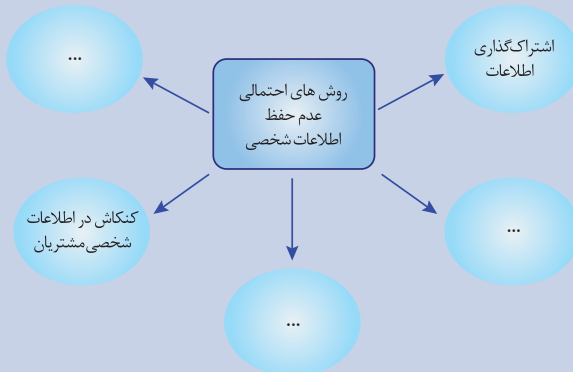 روش های احتمالی
عدم حفظ
اطلاعات شخصی
اشتراک‌گذاری
اطلاعات
...
...
...
کنکاش در اطلاعات
شخصی مشتریان